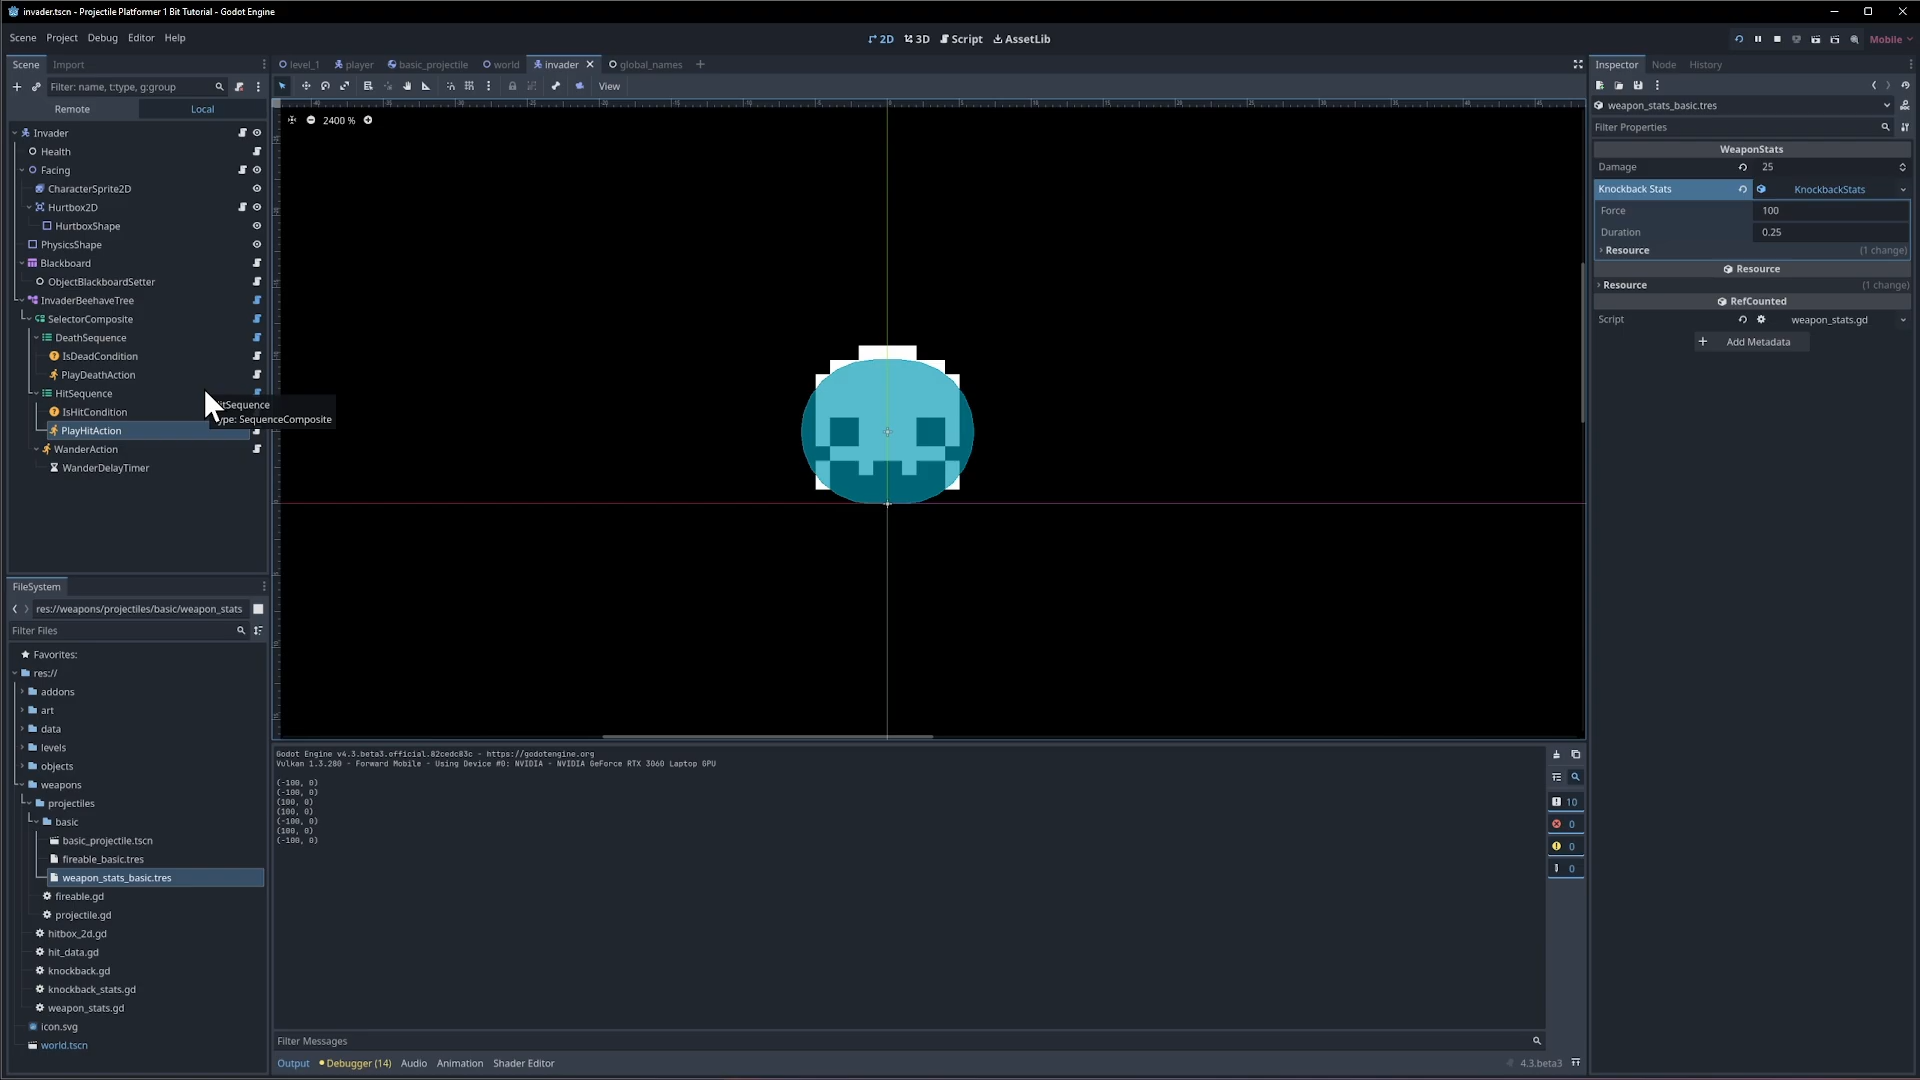 invader.tscn - Projectile Platformer 1 Bit Tutorial - Godot Engine
Scene Project Debug Editor Help
2D 3D Script AssetLib
Mobile
Scene Import
level_1 player basic_projectile world invader global_names
Inspector Node History
Filter: name, t:type, g:group
View
Remote Local
weapon_stats_basic.tres
2400 %
Filter Properties
Invader
Health
Facing
CharacterSprite2D
Hurtbox2D
HurtboxShape
PhysicsShape
Blackboard
ObjectBlackboardSetter
InvaderBeehaveTree
SelectorComposite
DeathSequence
IsDeadCondition
PlayDeathAction
HitSequence
IsHitCondition
PlayHitAction
WanderAction
WanderDelayTimer
itSequence
ype: SequenceComposite
WeaponStats
Damage 25
Knockback Stats KnockbackStats
Force 100
Duration 0.25
Resource (1 change)
Resource
Resource (1 change)
RefCounted
Script weapon_stats.gd
Add Metadata
FileSystem
res://weapons/projectiles/basic/weapon_stats
Filter Files
Favorites:
res://
addons
art
data
levels
objects
weapons
projectiles
basic
basic_projectile.tscn
fireable_basic.tres
weapon_stats_basic.tres
fireable.gd
projectile.gd
hitbox_2d.gd
hit_data.gd
knockback.gd
knockback_stats.gd
weapon_stats.gd
icon.svg
world.tscn
Godot Engine v4.3.beta3.official.82cedc83c - https://godotengine.org
Vulkan 1.3.280 - Forward Mobile - Using Device #0: NVIDIA - NVIDIA GeForce RTX 3060 Laptop GPU
(-100, 0)
(-100, 0)
(100, 0)
(100, 0)
(-100, 0)
(100, 0)
(-100, 0)
10
0
0
0
Filter Messages
Output Debugger (14) Audio Animation Shader Editor
4.3.beta3